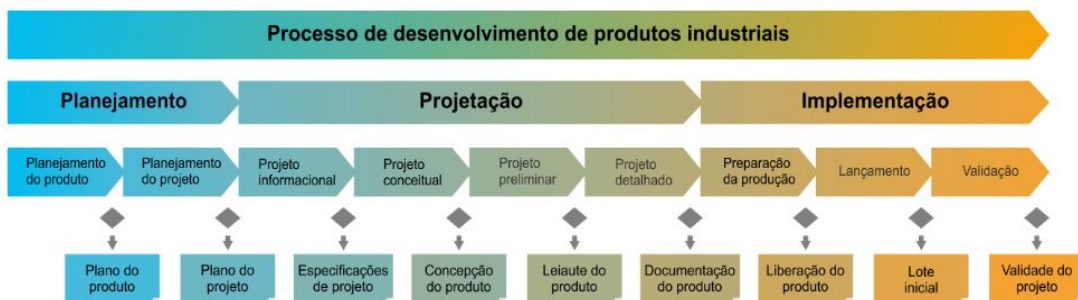 Processo de desenvolvimento de produtos industriais
Planejamento
Projetação
Implementação
Planejamento
do produto
Planejamento
do projeto
Projeto
informacional
Projeto
conceitual
Projeto
preliminar
Projeto
detalhado
Preparação
da produção
Lançamento
Validação
Plano do
produto
Plano do
projeto
Especificações
de projeto
Concepção
do produto
Leiaute do
produto
Documentação
do produto
Liberação do
produto
Lote
inicial
Validade do
projeto